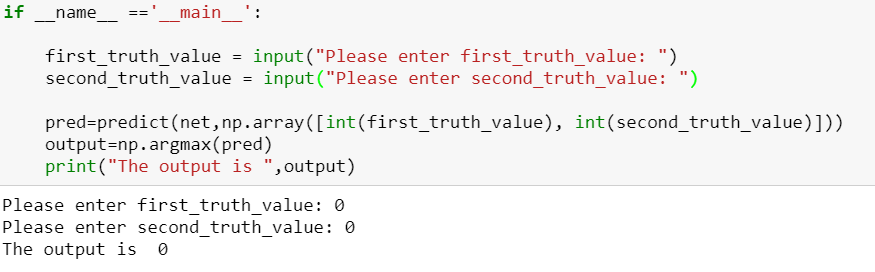 if __name__ =='__main__':
    first_truth_value = input("Please enter first_truth_value: ")
    second_truth_value = input("Please enter second_truth_value: ")
    pred=predict(net,np.array([int(first_truth_value), int(second_truth_value)]))
    output=np.argmax(pred)
    print("The output is ",output)
Please enter first_truth_value: 0
Please enter second_truth_value: 0
The output is  0